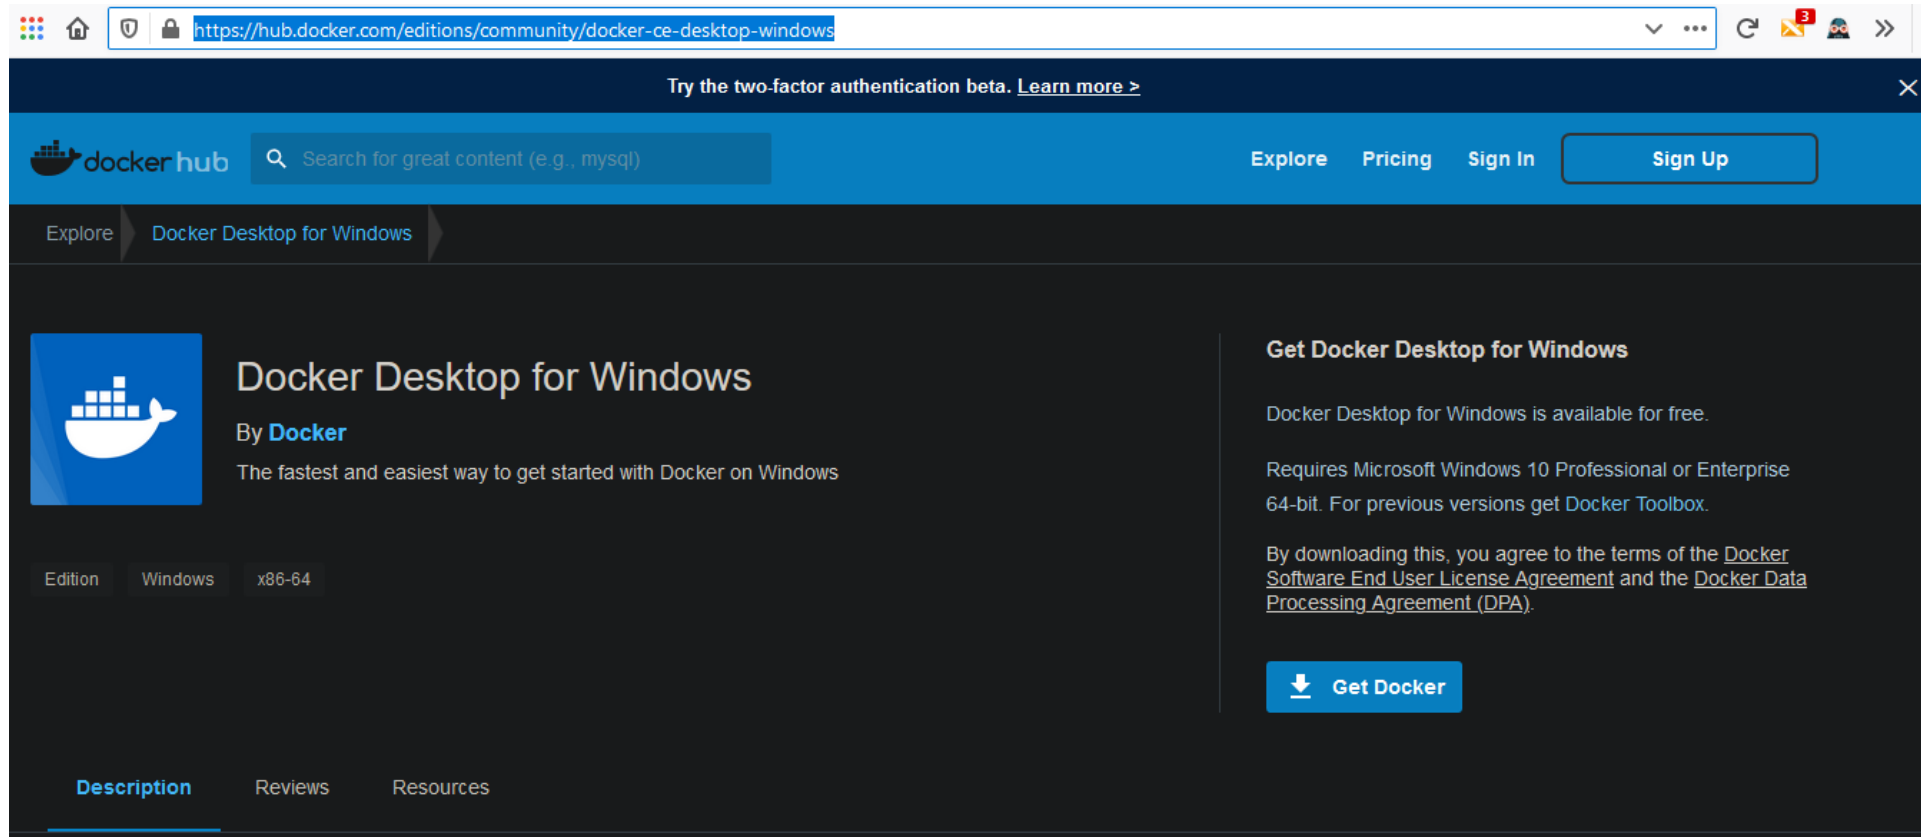 https://hub.docker.com/editions/community/docker-ce-desktop-windows
3
Try the two-factor authentication beta. Learn more >
docker hub
Search for great content (e.g., mysql)
Explore
Pricing
Sign In
Sign Up
Explore
Docker Desktop for Windows
Docker Desktop for Windows
By Docker
The fastest and easiest way to get started with Docker on Windows
Edition
Windows
x86-64
Get Docker Desktop for Windows
Docker Desktop for Windows is available for free.
Requires Microsoft Windows 10 Professional or Enterprise
64-bit. For previous versions get Docker Toolbox.
By downloading this, you agree to the terms of the Docker
Software End User License Agreement and the Docker Data
Processing Agreement (DPA).
Get Docker
Description
Reviews
Resources